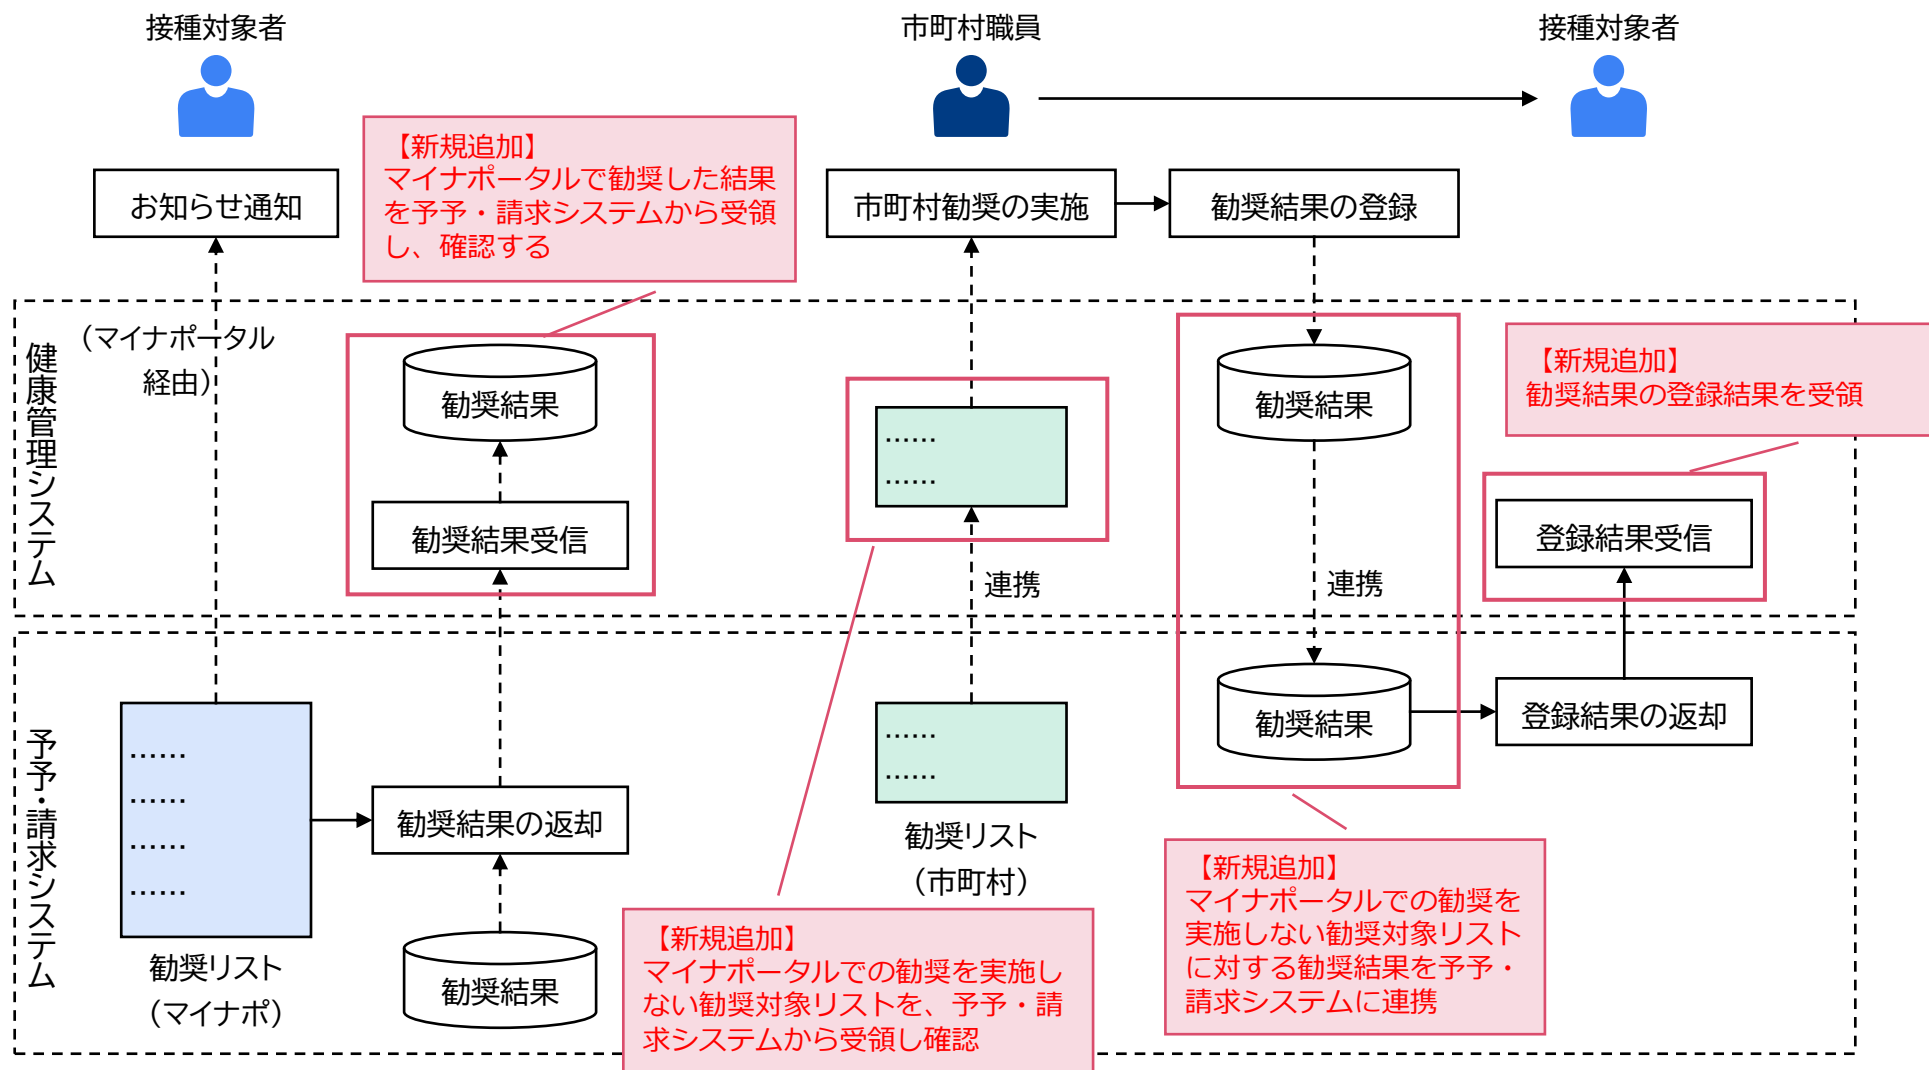 接種対象者
市町村職員
接種対象者
お知らせ通知
【新規追加】
マイナポータルで勧奨した結果
を予予・請求システムから受領
し、確認する
市町村勧奨の実施
勧奨結果の登録
健康管理システム
（マイナポータル
経由）
勧奨結果
勧奨結果受信
……
……
連携
勧奨結果
連携
【新規追加】
勧奨結果の登録結果を受領
登録結果受信
予予・請求システム
……
……
……
……
勧奨リスト
（マイナポ）
勧奨結果の返却
勧奨結果
……
……
勧奨リスト
（市町村）
勧奨結果
登録結果の返却
【新規追加】
マイナポータルでの勧奨を実施し
ない勧奨対象リストを、予予・請
求システムから受領し確認
【新規追加】
マイナポータルでの勧奨を
実施しない勧奨対象リスト
に対する勧奨結果を予予・
請求システムに連携